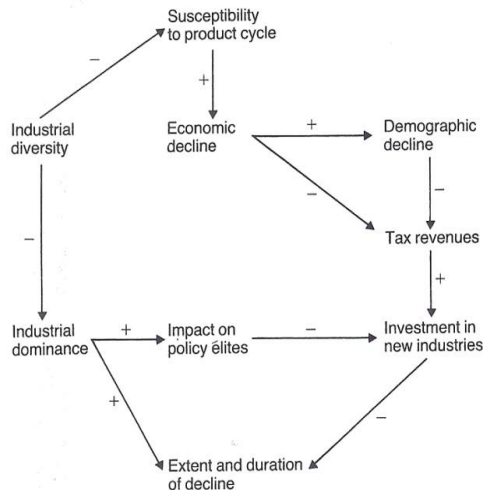 Susceptibility
to product cycle
−
+
Industrial
diversity
Economic
decline
+
Demographic
decline
−
−
−
Tax revenues
+
Industrial
dominance
+
Impact on
policy élites
−
Investment in
new industries
+
−
Extent and duration
of decline